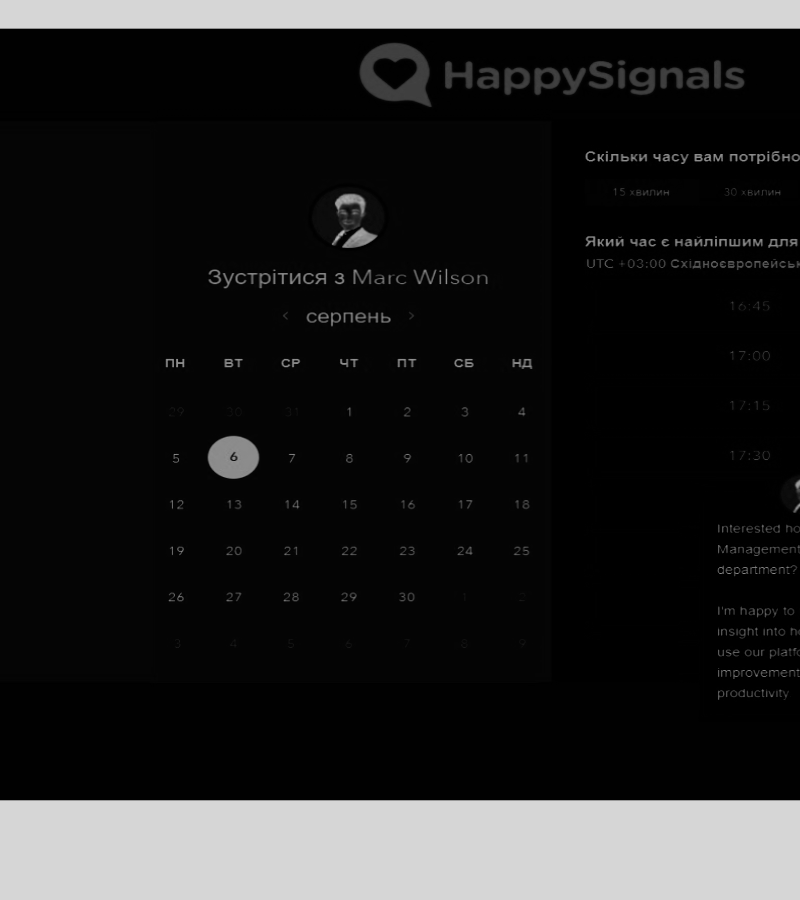 HappySignals
Зустрітися з Marc Wilson
< серпень >
ПН ВТ СР ЧТ ПТ СБ НД
29 30 31 1 2 3 4
5 6 7 8 9 10 11
12 13 14 15 16 17 18
19 20 21 22 23 24 25
26 27 28 29 30 1 2
3 4 5 6 7 8 9
Скільки часу вам потрібно
15 хвилин 30 хвилин
Який час є найліпшим для
UTC +03:00 Східноєвропейськ
16:45
17:00
17:15
17:30
Interested ho
Management
department?
I'm happy to
insight into h
use our platf
improvement
productivity